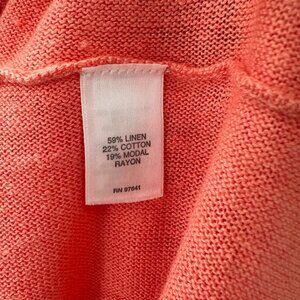 59% LINEN
22% COTTON
19% MODAL
RAYON
RN 97641